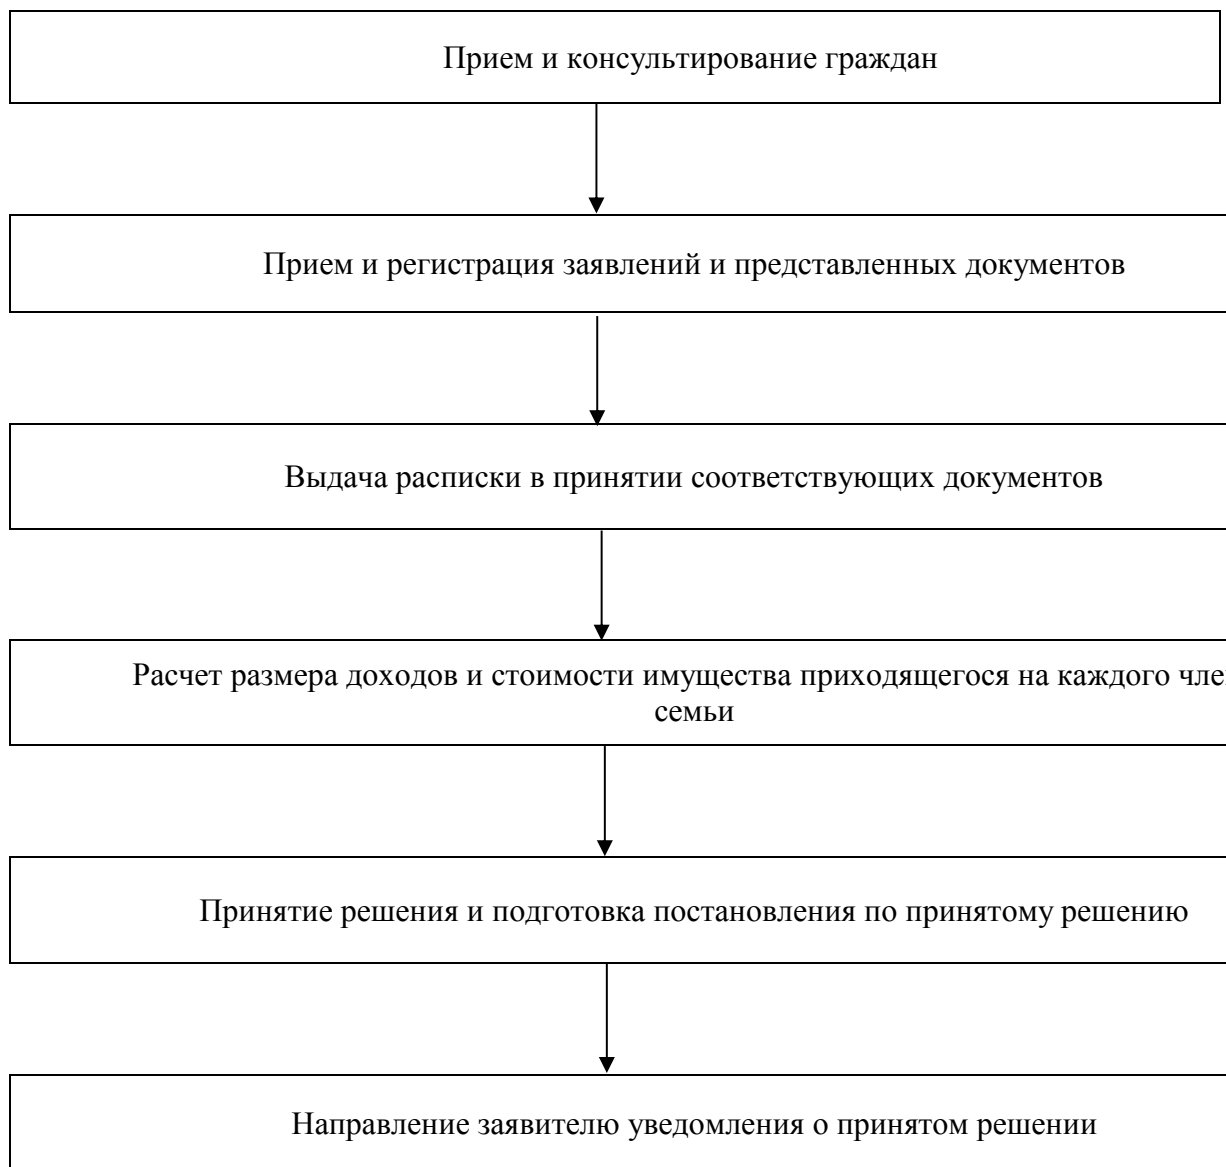 Прием и консультирование граждан
Прием и регистрация заявлений и представленных документов
Выдача расписки в принятии соответствующих документов
Расчет размера доходов и стоимости имущества приходящегося на каждого чле
семьи
Принятие решения и подготовка постановления по принятому решению
Направление заявителю уведомления о принятом решении